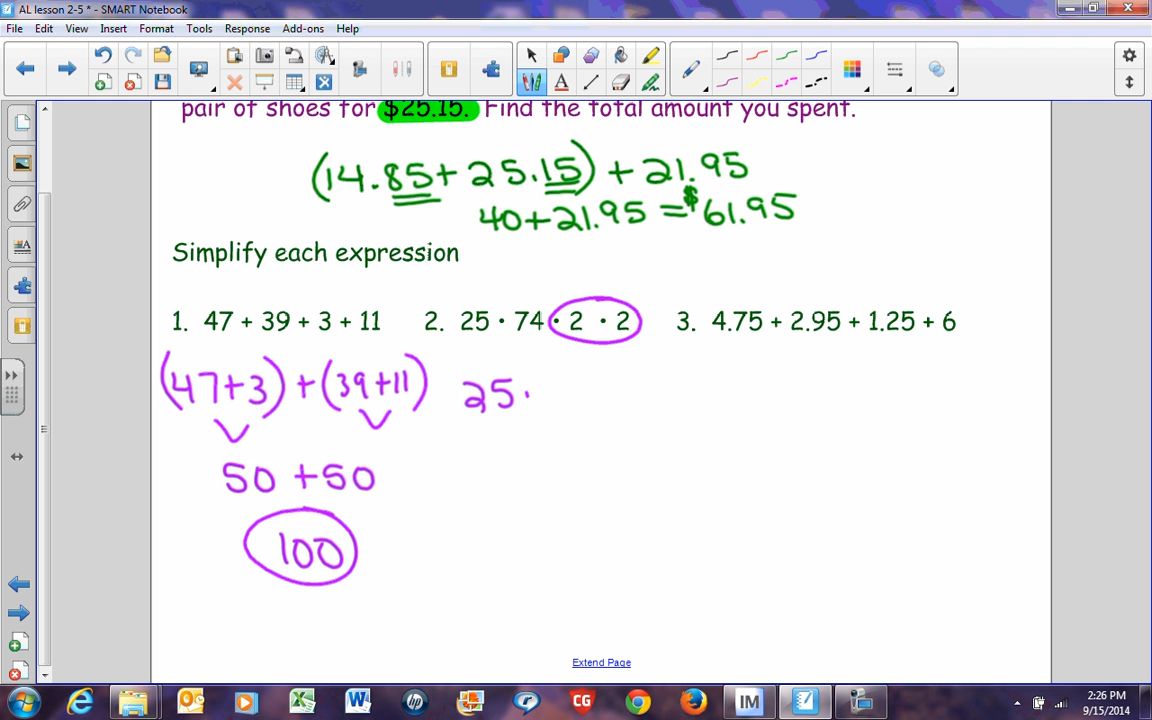 AL lesson 2-5 * - SMART Notebook
File Edit View Insert Format Tools Response Add-ons Help
pair of shoes for $25.15. Find the total amount you spent.
(14.85+ 25.15) + 21.95
40+21.95 = $61.95
Simplify each expression
1. 47 + 39 + 3 + 11 2. 25 · 74 · 2 · 2 3. 4.75 + 2.95 + 1.25 + 6
(47+3) + (39+11) 25 ·
50 +50
100
Extend Page
2:26 PM
9/15/2014
CG
IM